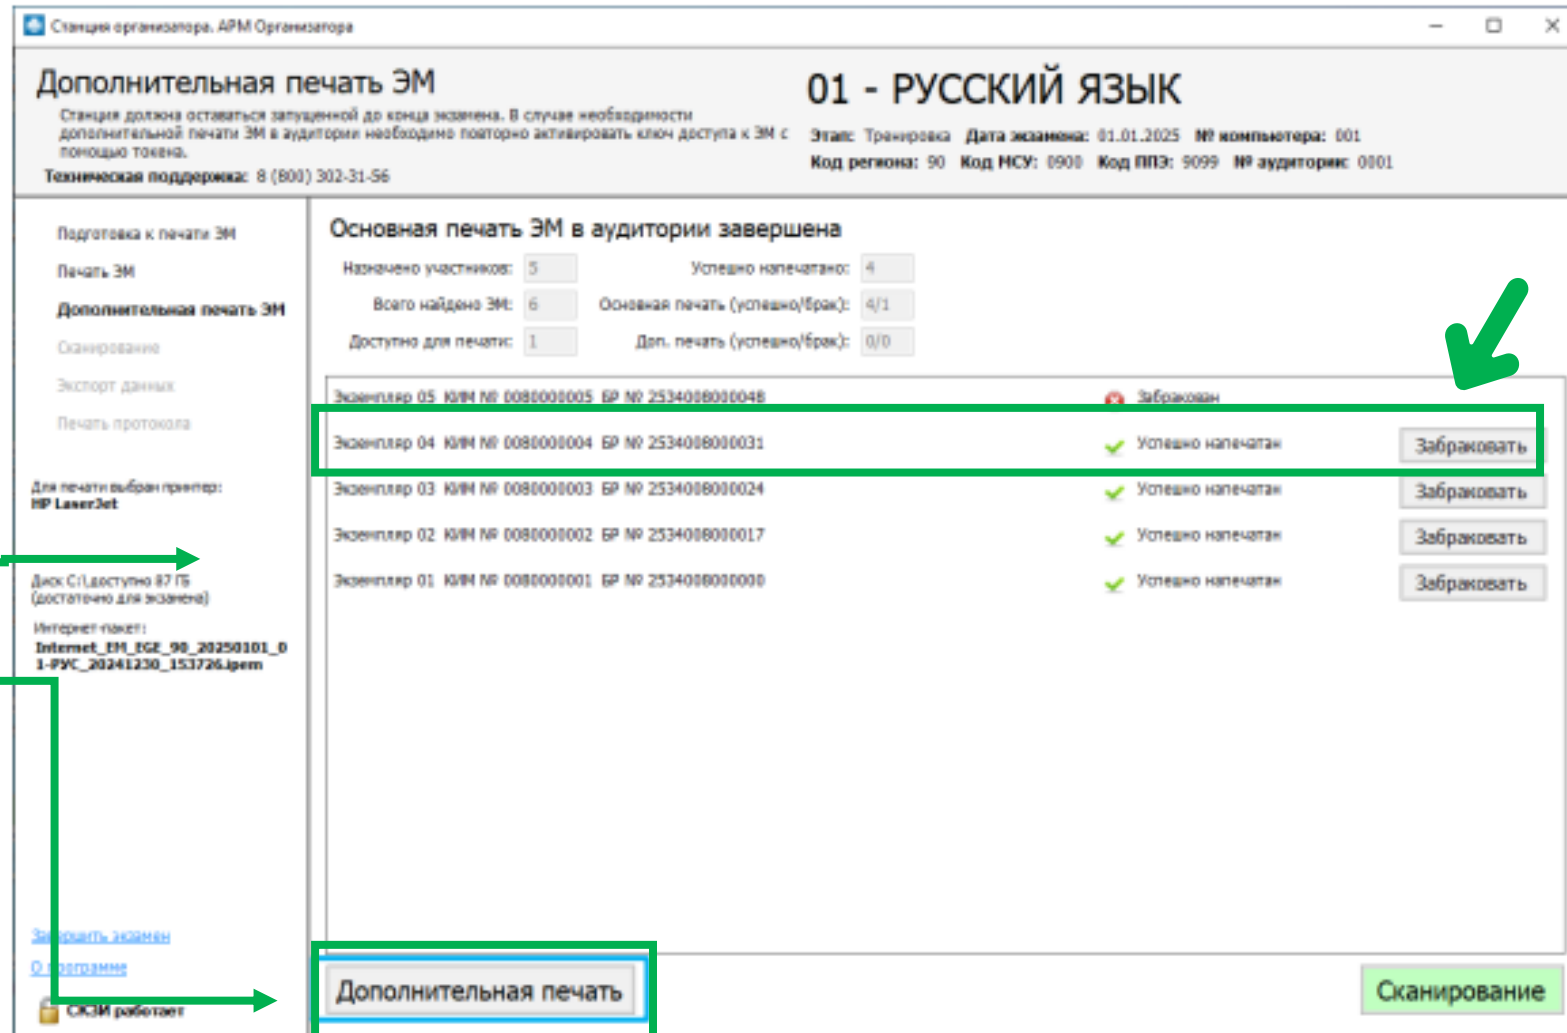 Станция организатора. АРМ Организатора
Дополнительная печать ЭМ
Станция должна оставаться запущенной до конца экзамена. В случае необходимости
дополнительной печати ЭМ в аудитории необходимо повторно активировать ключ доступа к ЭМ с
помощью токена.
Техническая поддержка: 8 (800) 302-31-56
01 - РУССКИЙ ЯЗЫК
Этап: Тренировка Дата экзамена: 01.01.2025 № компьютера: 001
Код региона: 90 Код МСУ: 0900 Код ППЭ: 9099 № аудитории: 0001
Подготовка к печати ЭМ
Печать ЭМ
Дополнительная печать ЭМ
Сканирование
Экспорт данных
Печать протокола
Для печати выбран принтер:
HP LaserJet
Диск C:\ доступно 87 ГБ
(достаточно для экзамена)
Интернет-пакет:
Internet_EM_EGE_90_20250101_0
1-РУС_20241230_153726.ipem
Завершить экзамен
О программе
СКЗИ работает
Основная печать ЭМ в аудитории завершена
Назначено участников: 5 Успешно напечатано: 4
Всего найдено ЭМ: 6 Основная печать (успешно/брак): 4/1
Доступно для печати: 1 Доп. печать (успешно/брак): 0/0
Экземпляр 05 КИМ № 0080000005 БР № 2534008000048 Забракован
Экземпляр 04 КИМ № 0080000004 БР № 2534008000031 Успешно напечатан Забраковать
Экземпляр 03 КИМ № 0080000003 БР № 2534008000024 Успешно напечатан Забраковать
Экземпляр 02 КИМ № 0080000002 БР № 2534008000017 Успешно напечатан Забраковать
Экземпляр 01 КИМ № 0080000001 БР № 2534008000000 Успешно напечатан Забраковать
Дополнительная печать
Сканирование